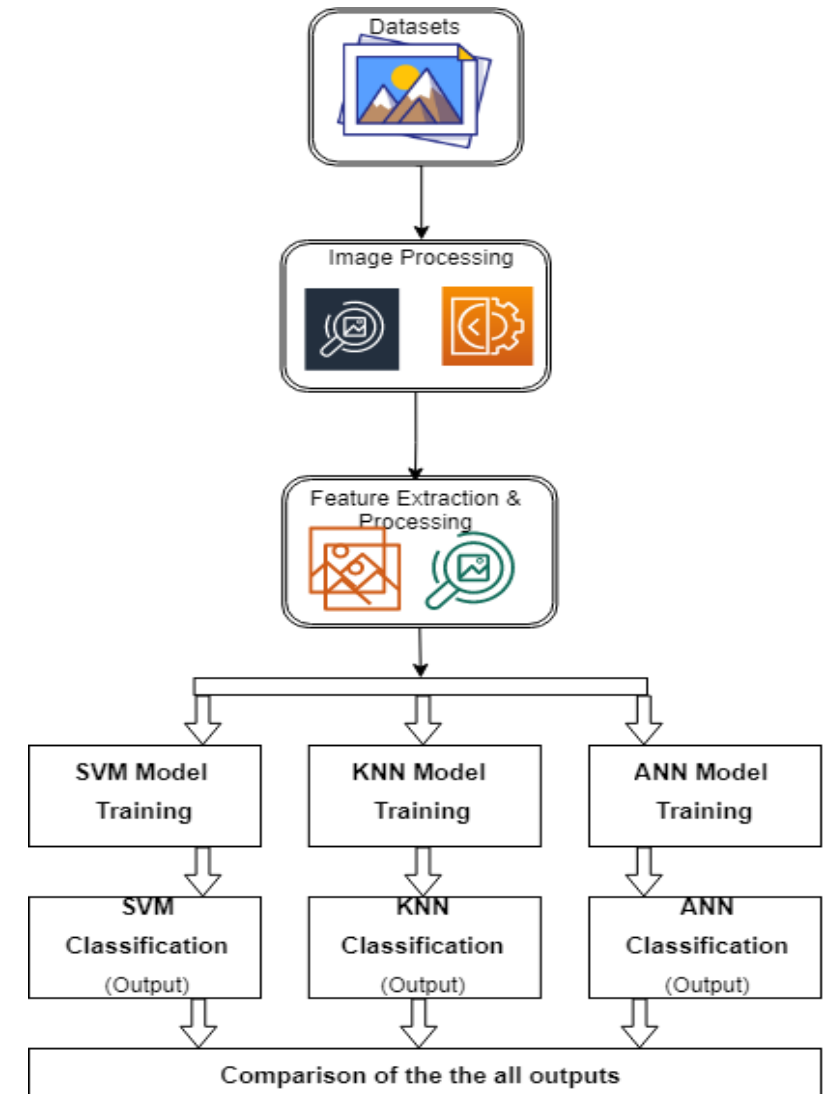 Datasets
Image Processing
Feature Extraction &
Processing
SVM Model
Training
KNN Model
Training
ANN Model
Training
SVM
Classification
(Output)
KNN
Classification
(Output)
ANN
Classification
(Output)
Comparison of the the all outputs